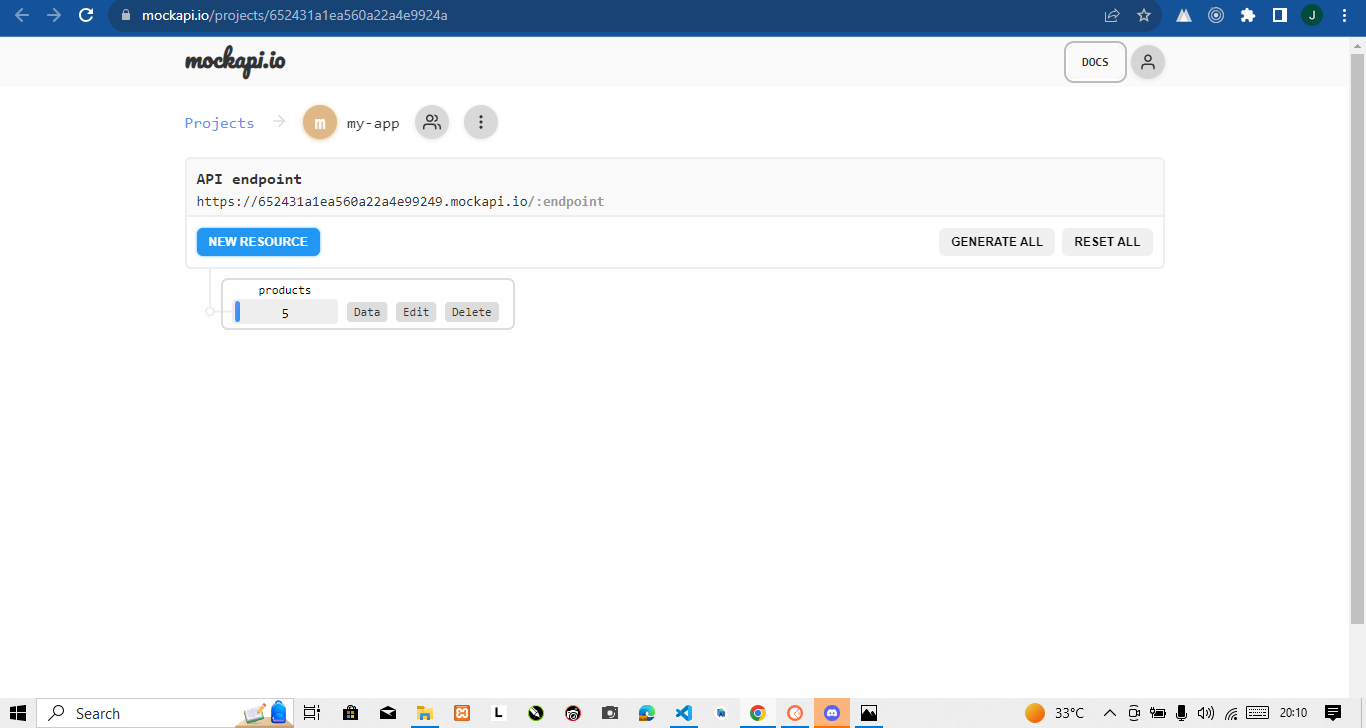 mockapi.io/projects/652431a1ea560a22a4e9924a
J
mockapi.io
DOCS
Projects
m
my-app
API endpoint
https://652431a1ea560a22a4e99249.mockapi.io/:endpoint
NEW RESOURCE
GENERATE ALL
RESET ALL
products
5
Data
Edit
Delete
Search
L
33°C
20:10